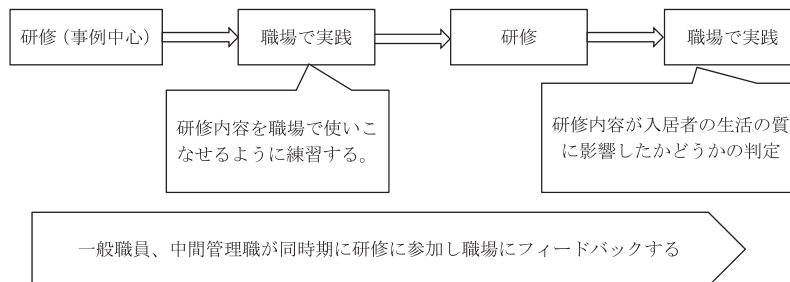 研修（事例中心）
職場で実践
研修
職場で実践
研修内容を職場で使いこ
なせるように練習する。
研修内容が入居者の生活の質
に影響したかどうかの判定
一般職員、中間管理職が同時期に研修に参加し職場にフィードバックする